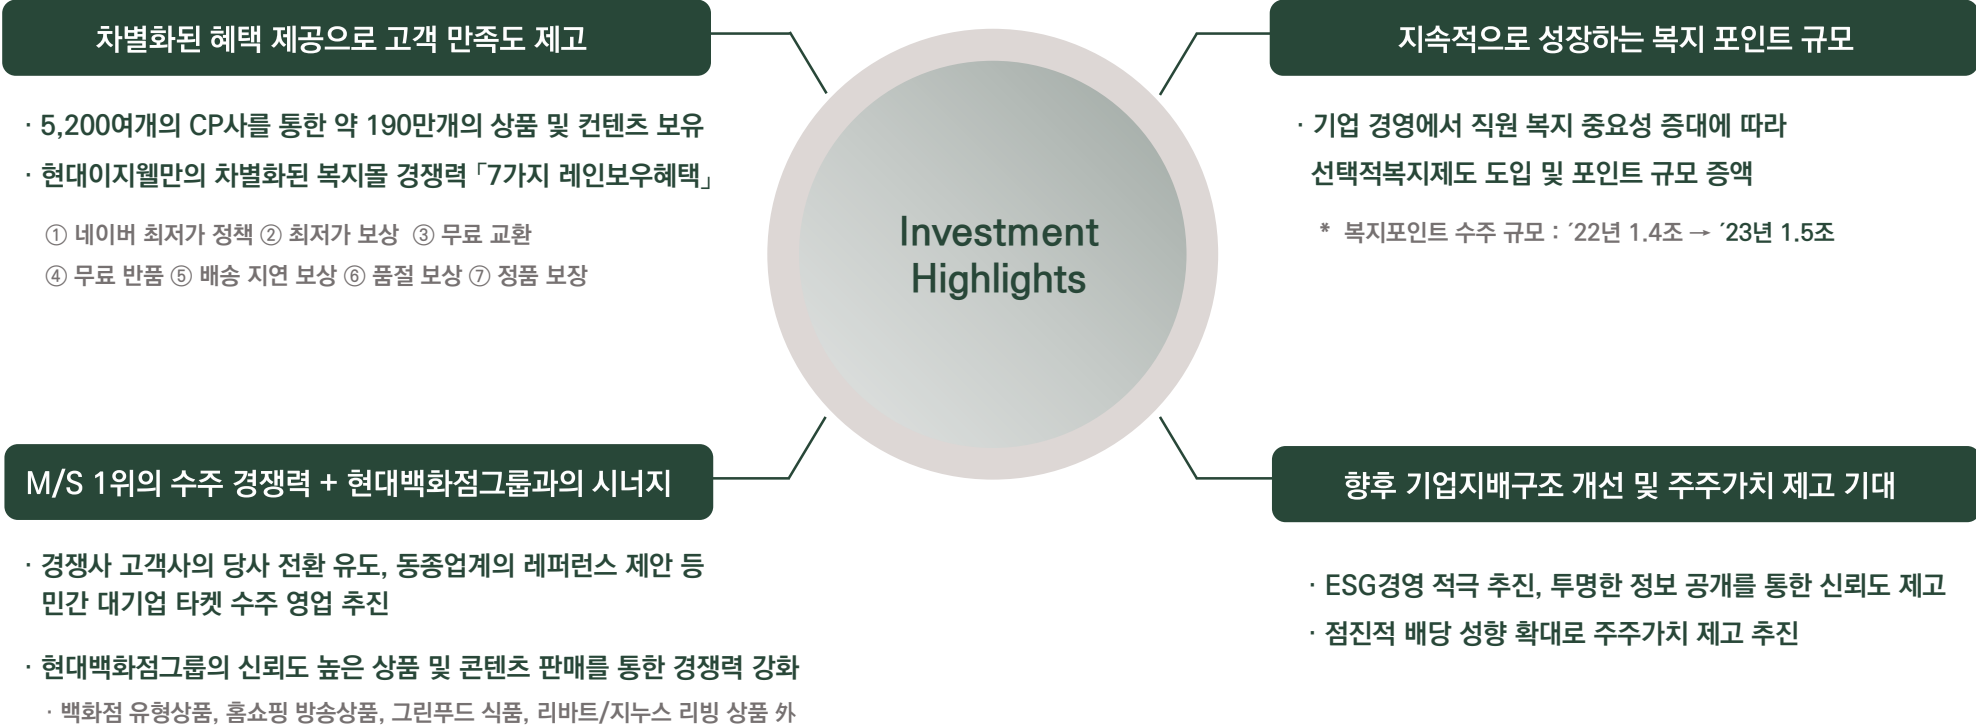 차별화된 혜택 제공으로 고객 만족도 제고
· 5,200여개의 CP사를 통한 약 190만개의 상품 및 컨텐츠 보유
· 현대이지웰만의 차별화된 복지몰 경쟁력 「7가지 레인보우혜택」
① 네이버 최저가 정책 ② 최저가 보상 ③ 무료 교환
④ 무료 반품 ⑤ 배송 지연 보상 ⑥ 품절 보상 ⑦ 정품 보장
Investment
Highlights
지속적으로 성장하는 복지 포인트 규모
· 기업 경영에서 직원 복지 중요성 증대에 따라
선택적복지제도 도입 및 포인트 규모 증액
* 복지포인트 수주 규모 : ´22년 1.4조 → ´23년 1.5조
M/S 1위의 수주 경쟁력 + 현대백화점그룹과의 시너지
· 경쟁사 고객사의 당사 전환 유도, 동종업계의 레퍼런스 제안 등
민간 대기업 타켓 수주 영업 추진
· 현대백화점그룹의 신뢰도 높은 상품 및 콘텐츠 판매를 통한 경쟁력 강화
· 백화점 유형상품, 홈쇼핑 방송상품, 그린푸드 식품, 리바트/지누스 리빙 상품 外
향후 기업지배구조 개선 및 주주가치 제고 기대
· ESG경영 적극 추진, 투명한 정보 공개를 통한 신뢰도 제고
· 점진적 배당 성향 확대로 주주가치 제고 추진